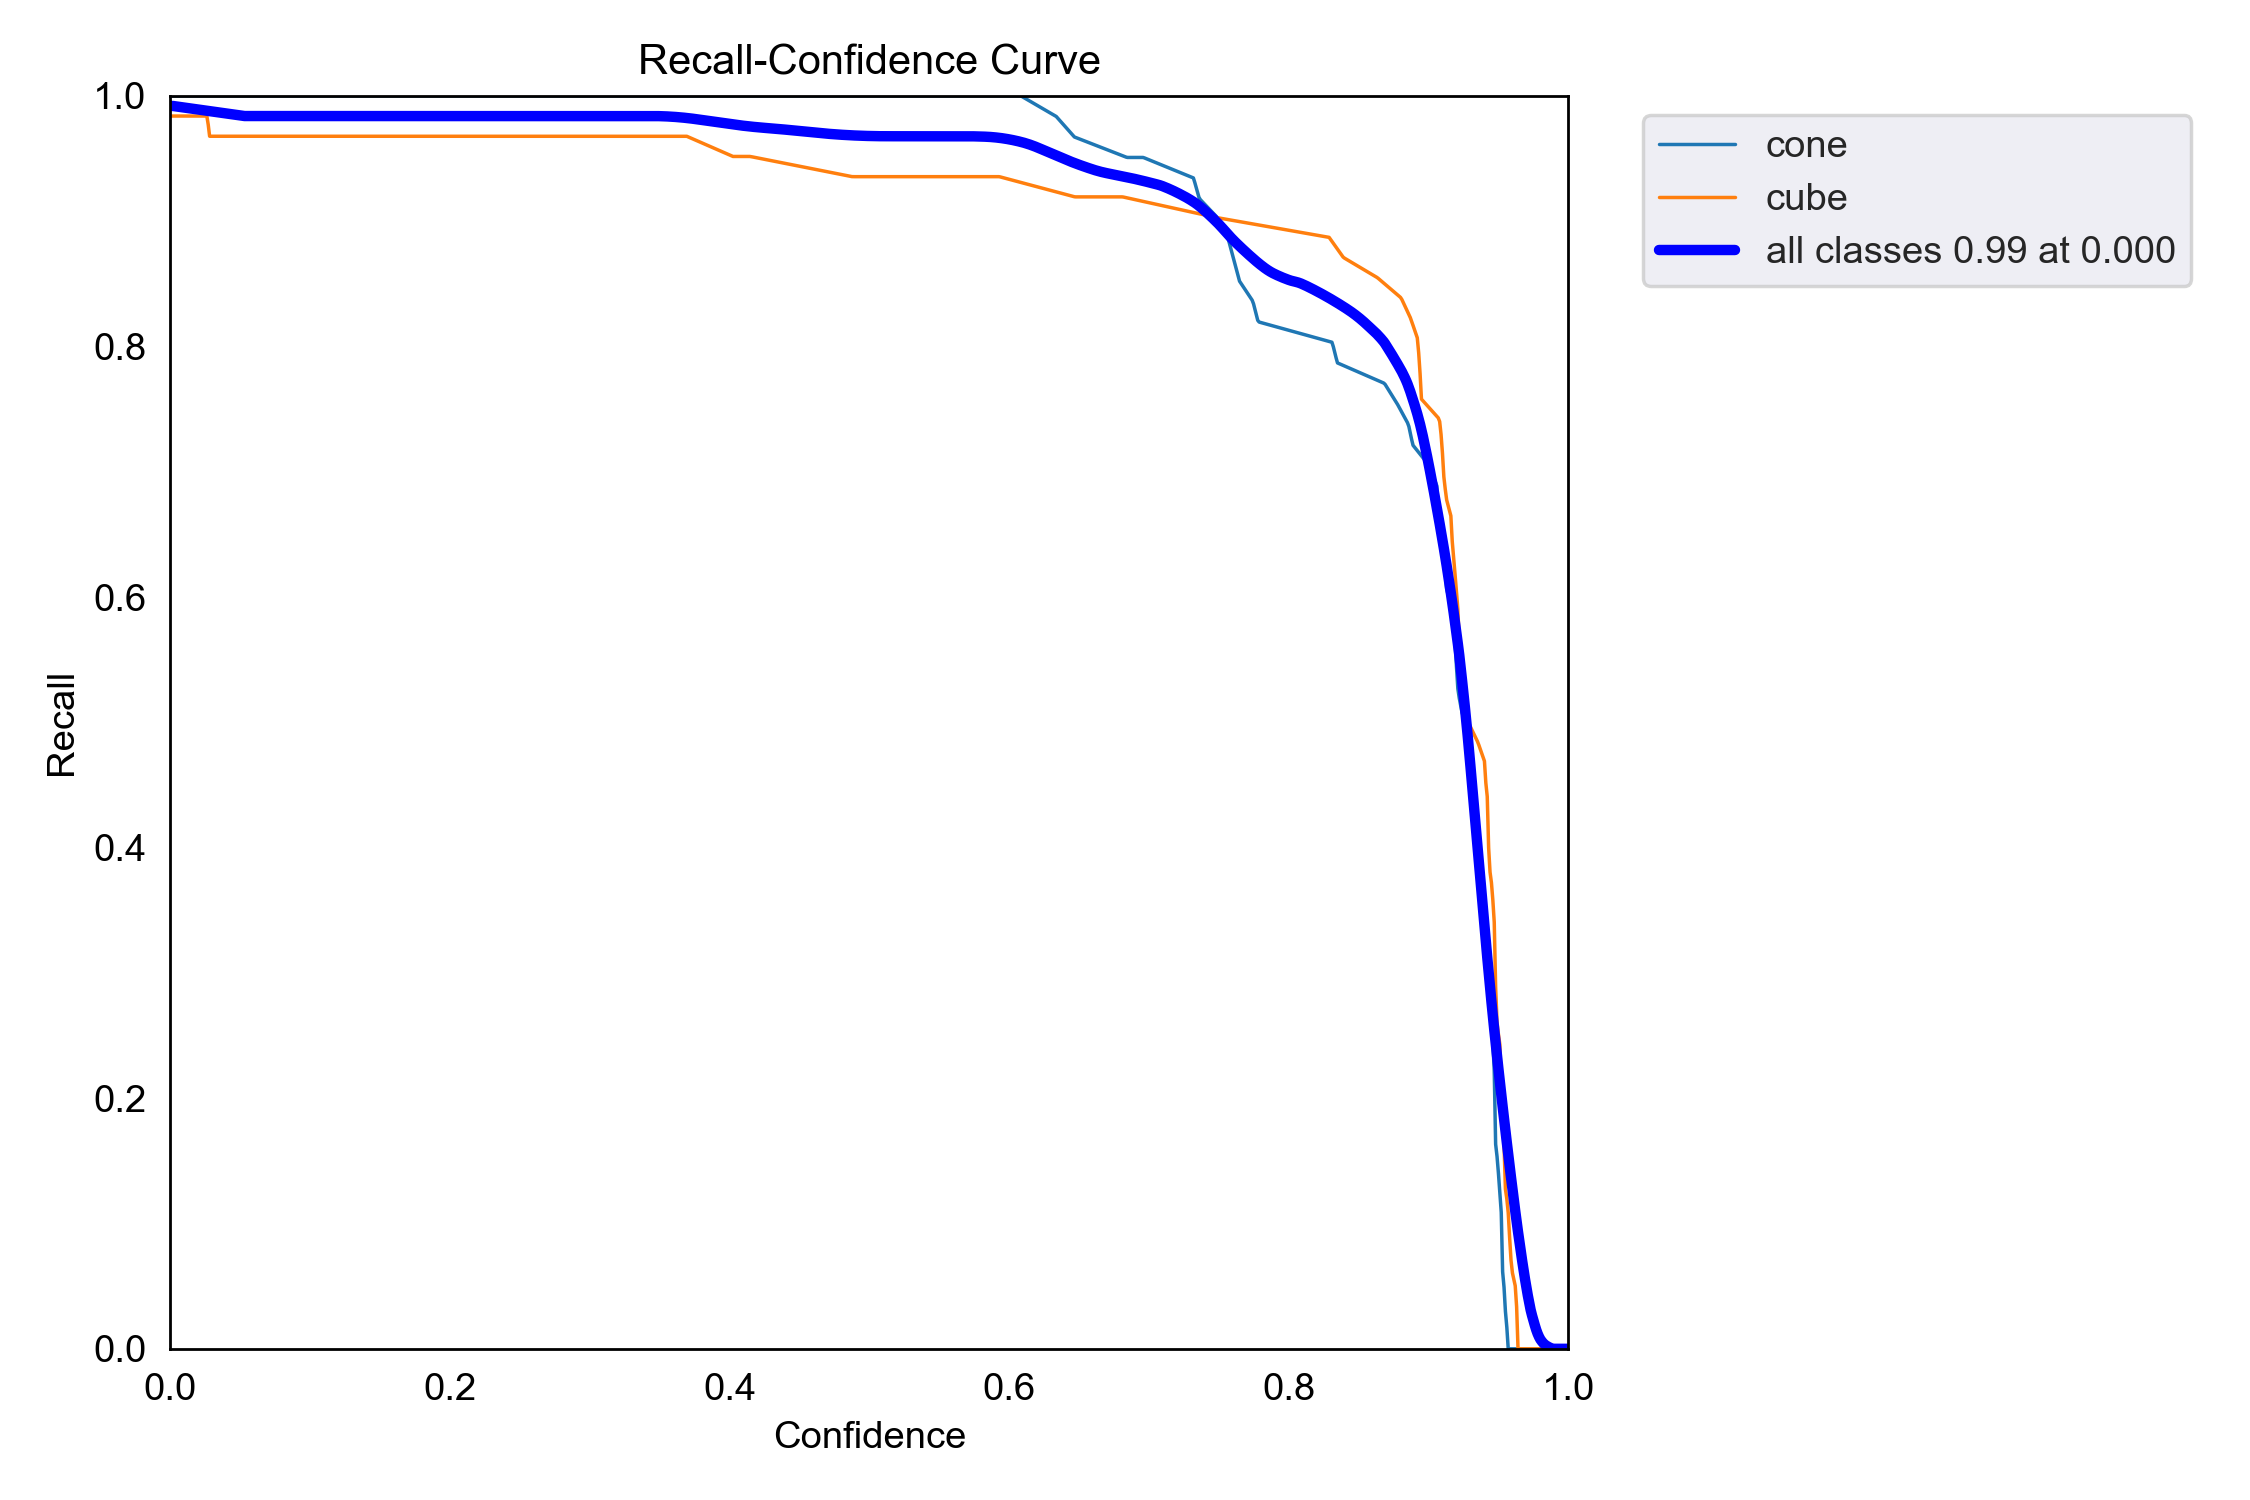 Recall-Confidence Curve
1.0
0.8
0.6
0.4
0.2
0.0
Recall
0.0 0.2 0.4 0.6 0.8 1.0
Confidence
cone
cube
all classes 0.99 at 0.000